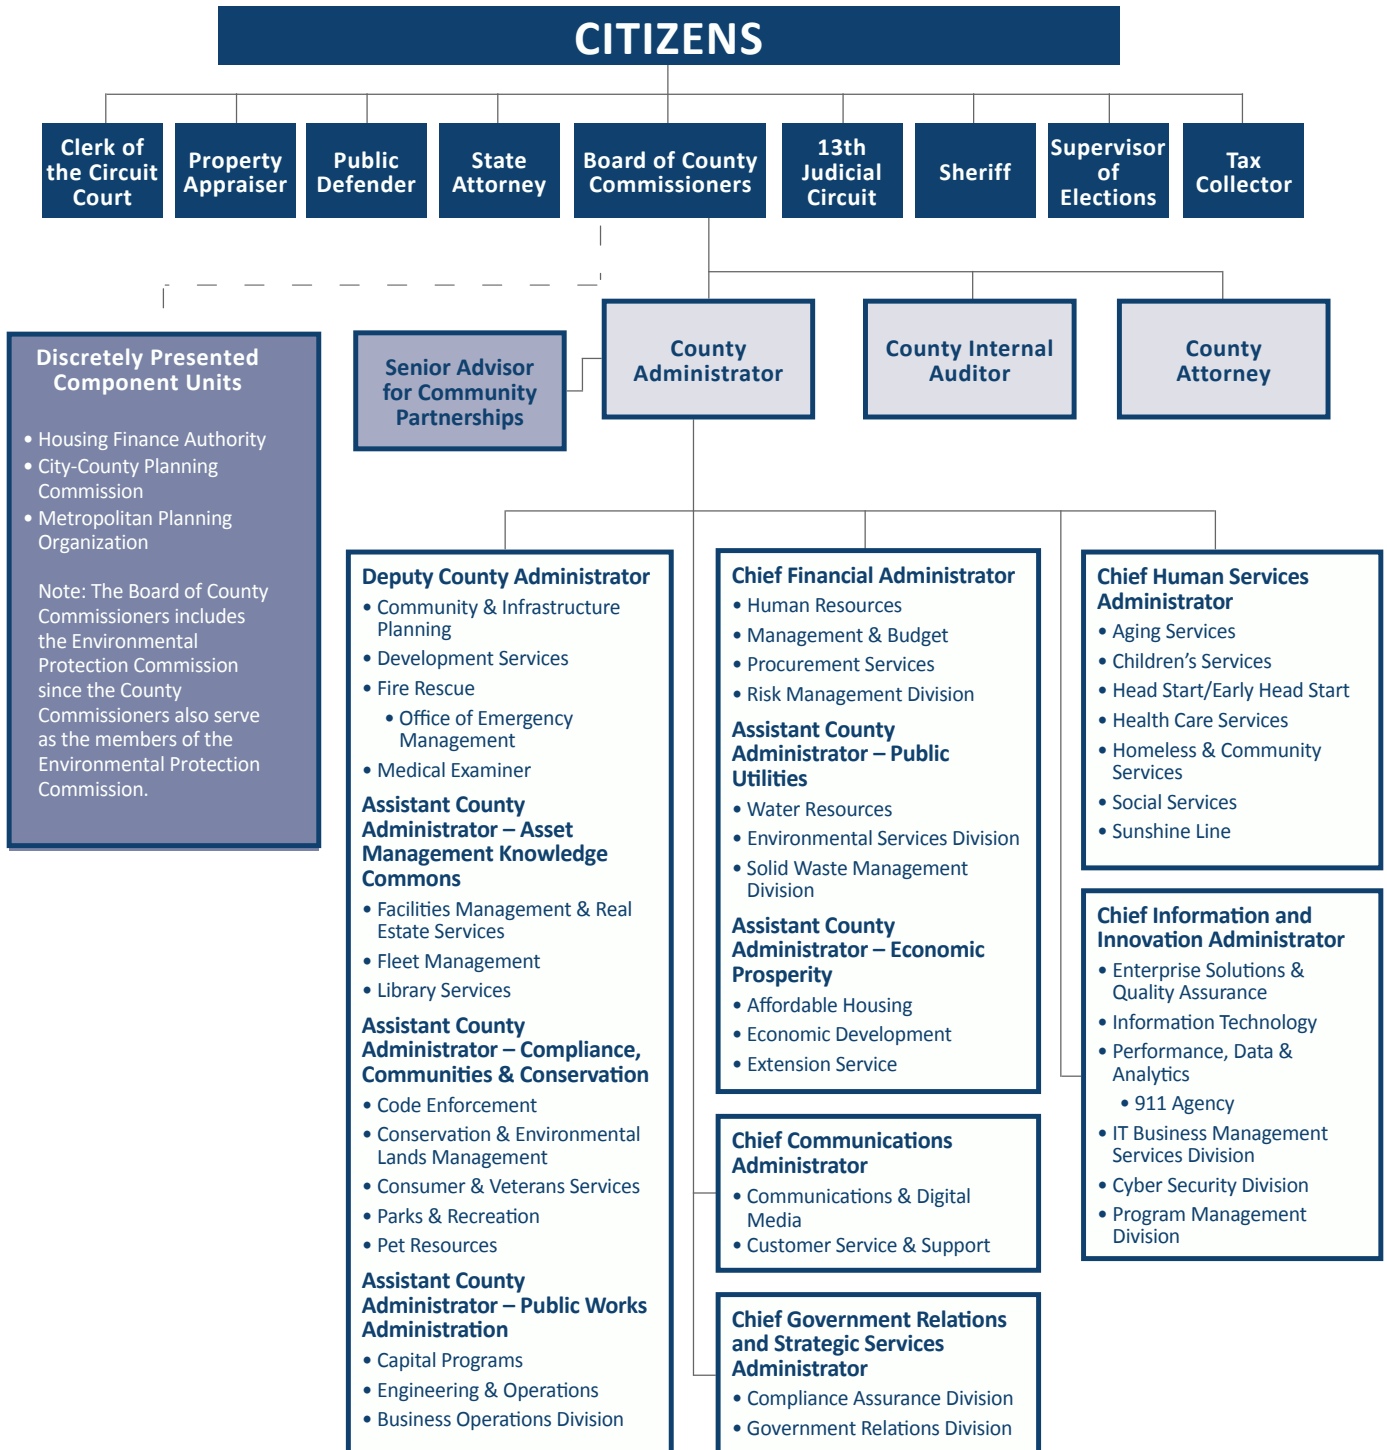 CITIZENS
Clerk of
the Circuit
Court
Property
Appraiser
Public
Defender
State
Attorney
Board of County
Commissioners
13th
Judicial
Circuit
Sheriff
Supervisor
of
Elections
Tax
Collector
Discretely Presented
Component Units
• Housing Finance Authority
• City-County Planning
Commission
• Metropolitan Planning
Organization
Note: The Board of County
Commissioners includes
the Environmental
Protection Commission
since the County
Commissioners also serve
as the members of the
Environmental Protection
Commission.
Senior Advisor
for Community
Partnerships
County
Administrator
County Internal
Auditor
County
Attorney
Deputy County Administrator
• Community & Infrastructure
Planning
• Development Services
• Fire Rescue
• Office of Emergency
Management
• Medical Examiner
Assistant County
Administrator – Asset
Management Knowledge
Commons
• Facilities Management & Real
Estate Services
• Fleet Management
• Library Services
Assistant County
Administrator – Compliance,
Communities & Conservation
• Code Enforcement
• Conservation & Environmental
Lands Management
• Consumer & Veterans Services
• Parks & Recreation
• Pet Resources
Assistant County
Administrator – Public Works
Administration
• Capital Programs
• Engineering & Operations
• Business Operations Division
Chief Financial Administrator
• Human Resources
• Management & Budget
• Procurement Services
• Risk Management Division
Assistant County
Administrator – Public
Utilities
• Water Resources
• Environmental Services Division
• Solid Waste Management
Division
Assistant County
Administrator – Economic
Prosperity
• Affordable Housing
• Economic Development
• Extension Service
Chief Communications
Administrator
• Communications & Digital
Media
• Customer Service & Support
Chief Government Relations
and Strategic Services
Administrator
• Compliance Assurance Division
• Government Relations Division
Chief Human Services
Administrator
• Aging Services
• Children's Services
• Head Start/Early Head Start
• Health Care Services
• Homeless & Community
Services
• Social Services
• Sunshine Line
Chief Information and
Innovation Administrator
• Enterprise Solutions &
Quality Assurance
• Information Technology
• Performance, Data &
Analytics
• 911 Agency
• IT Business Management
Services Division
• Cyber Security Division
• Program Management
Division